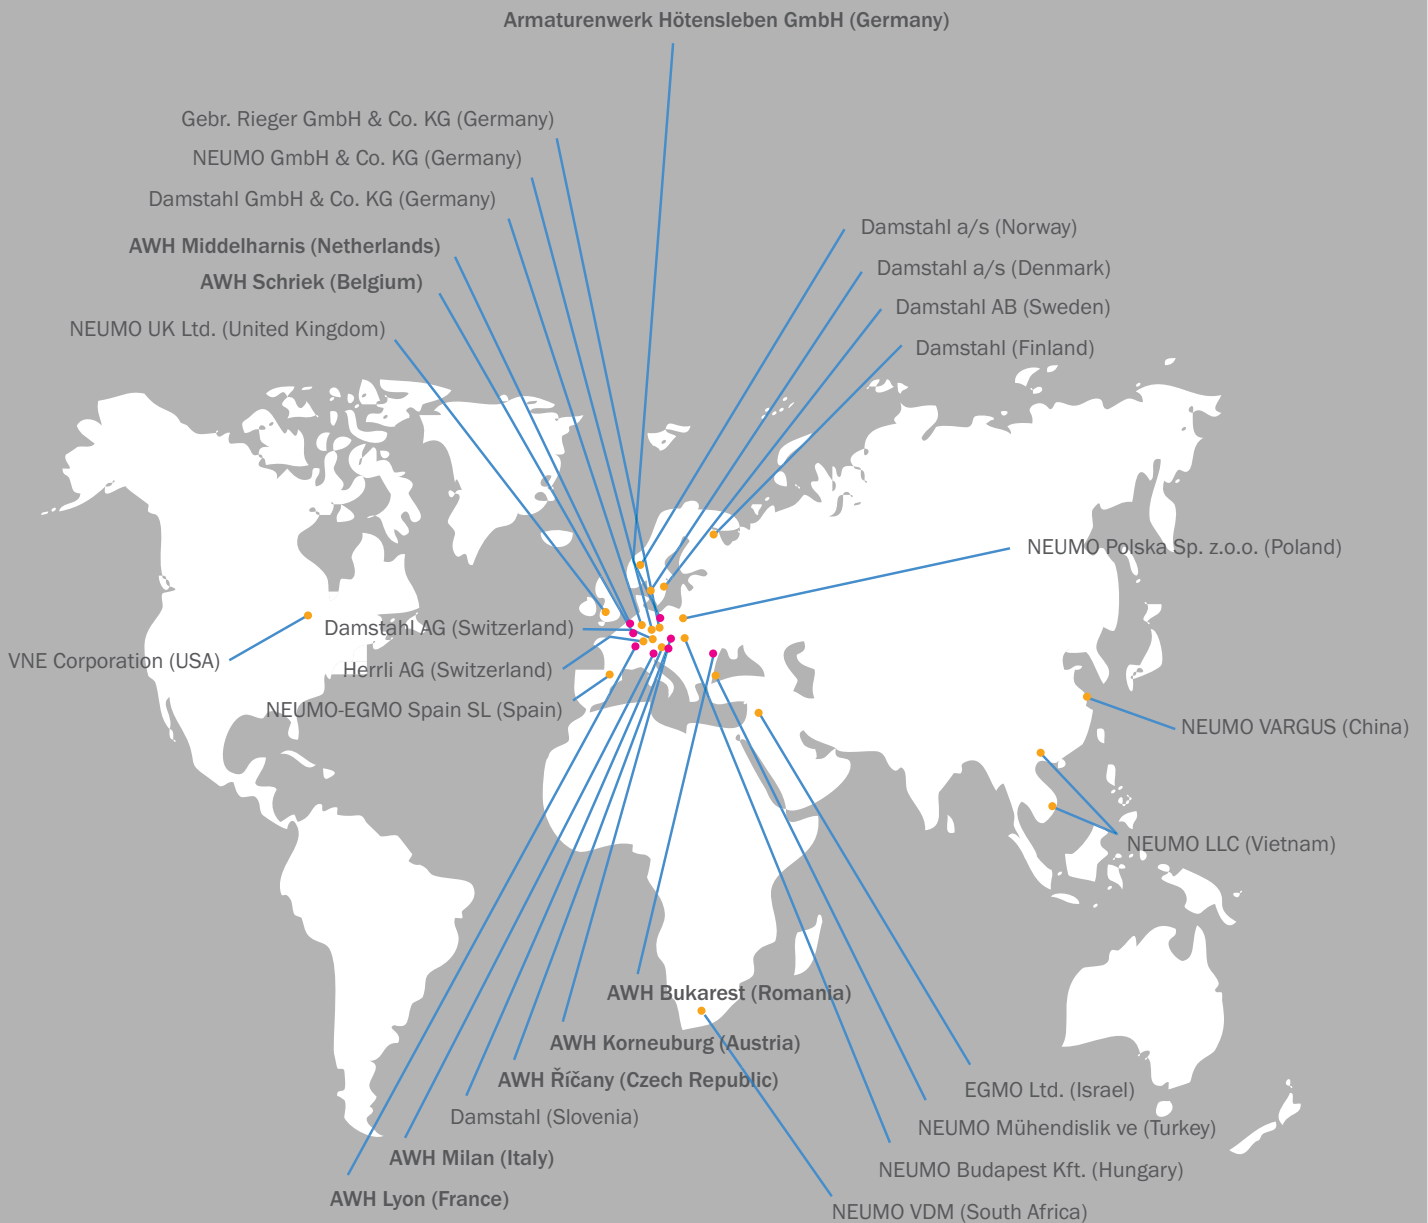 Armaturenwerk Hötensleben GmbH (Germany)
Gebr. Rieger GmbH & Co. KG (Germany)
NEUMO GmbH & Co. KG (Germany)
Damstahl GmbH & Co. KG (Germany)
AWH Middelharnis (Netherlands)
AWH Schriek (Belgium)
NEUMO UK Ltd. (United Kingdom)
Damstahl a/s (Norway)
Damstahl a/s (Denmark)
Damstahl AB (Sweden)
Damstahl (Finland)
NEUMO Polska Sp. z.o.o. (Poland)
Damstahl AG (Switzerland)
VNE Corporation (USA)
Herrli AG (Switzerland)
NEUMO-EGMO Spain SL (Spain)
NEUMO VARGUS (China)
NEUMO LLC (Vietnam)
AWH Bukarest (Romania)
AWH Korneuburg (Austria)
AWH Říčany (Czech Republic)
Damstahl (Slovenia)
AWH Milan (Italy)
AWH Lyon (France)
EGMO Ltd. (Israel)
NEUMO Mühendislik ve (Turkey)
NEUMO Budapest Kft. (Hungary)
NEUMO VDM (South Africa)